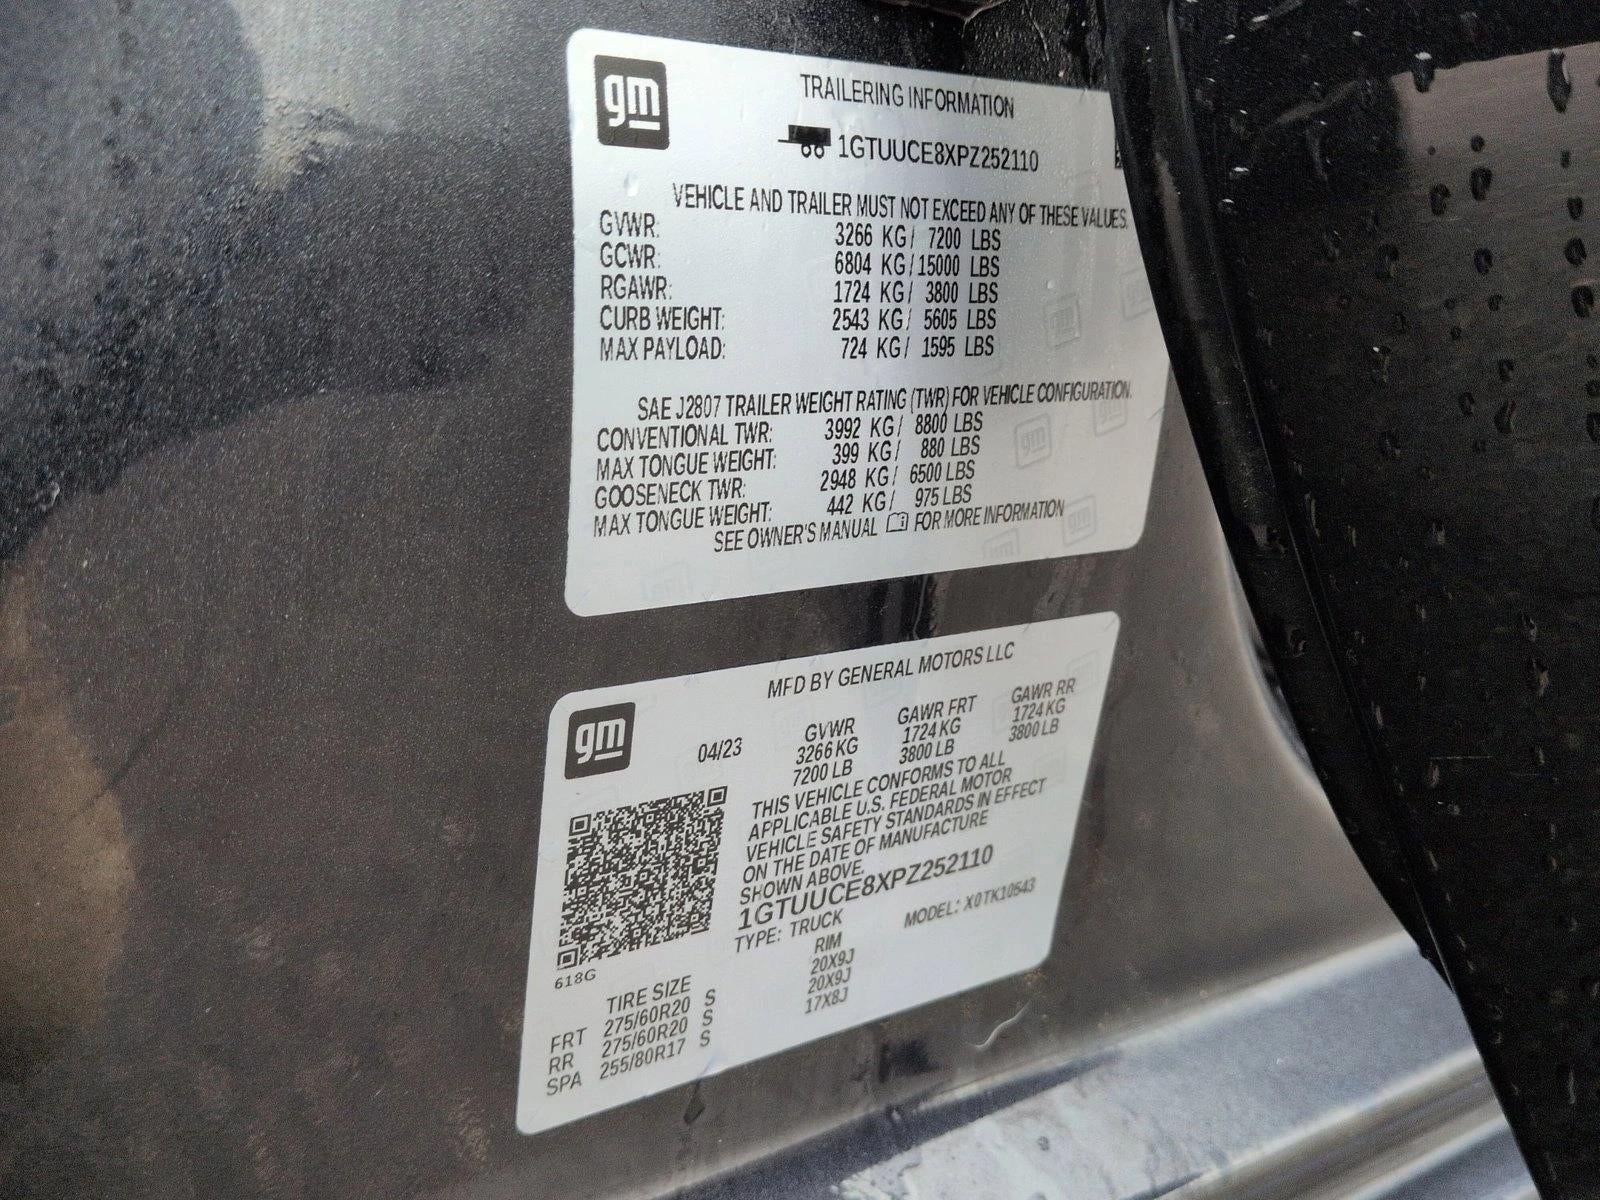 gm
TRAILERING INFORMATION
1GTUUCE8XPZ252110
VEHICLE AND TRAILER MUST NOT EXCEED ANY OF THESE VALUES.
GVWR: 3266 KG/ 7200 LBS
GCWR: 6804 KG/15000 LBS
RGAWR: 1724 KG/ 3800 LBS
CURB WEIGHT: 2543 KG/ 5605 LBS
MAX PAYLOAD: 724 KG/ 1595 LBS
SAE J2807 TRAILER WEIGHT RATING (TWR) FOR VEHICLE CONFIGURATION.
CONVENTIONAL TWR: 3992 KG/ 8800 LBS
MAX TONGUE WEIGHT: 399 KG/ 880 LBS
GOOSENECK TWR: 2948 KG/ 6500 LBS
MAX TONGUE WEIGHT: 442 KG/ 975 LBS
SEE OWNER'S MANUAL FOR MORE INFORMATION
gm
MFD BY GENERAL MOTORS LLC
04/23 GVWR GAWR FRT GAWR RR
3266 KG 1724 KG 1724 KG
7200 LB 3800 LB 3800 LB
THIS VEHICLE CONFORMS TO ALL
APPLICABLE U.S. FEDERAL MOTOR
VEHICLE SAFETY STANDARDS IN EFFECT
ON THE DATE OF MANUFACTURE
SHOWN ABOVE.
1GTUUCE8XPZ252110
TYPE: TRUCK MODEL: X0TK10543
618G
TIRE SIZE RIM
FRT 275/60R20 S 20X9J
RR 275/60R20 S 20X9J
SPA 255/80R17 S 17X8J